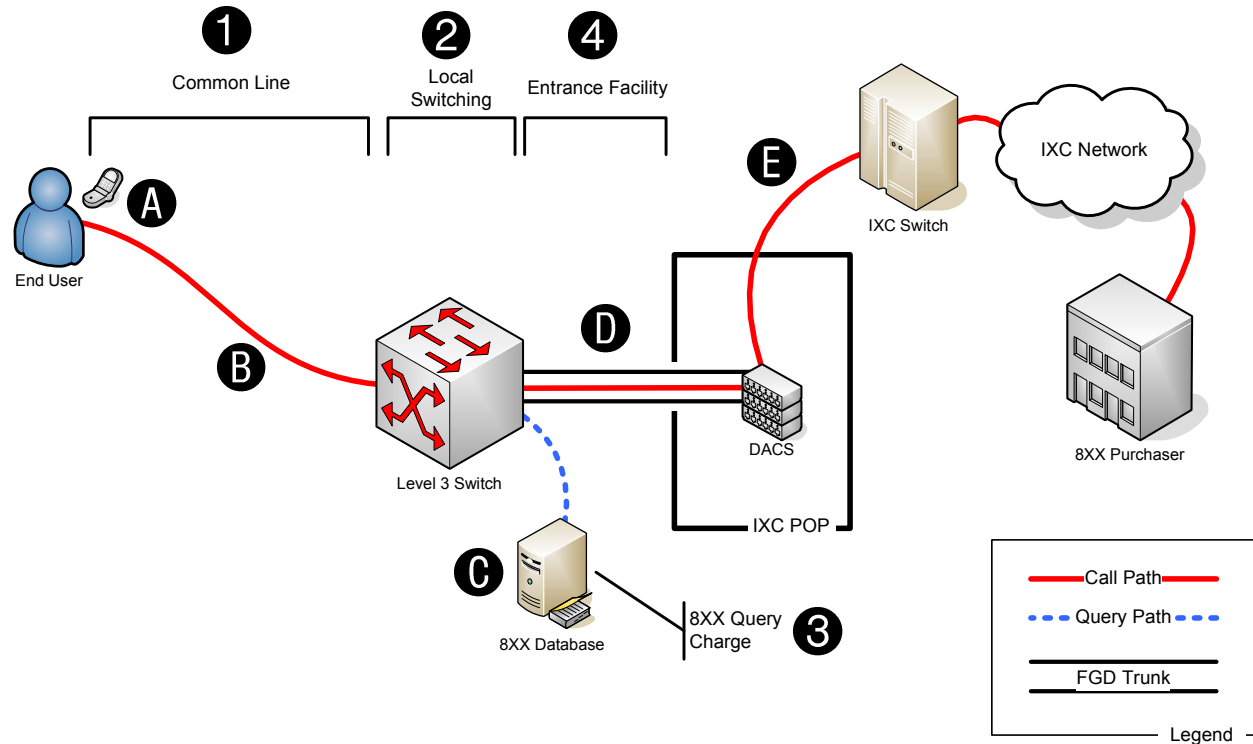 1
2
4
Common Line
Local
Switching
Entrance Facility
A
End User
B
Level 3 Switch
D
E
IXC Switch
IXC Network
8XX Purchaser
DACS
IXC POP
C
8XX Database
8XX Query
Charge
3
Call Path
Query Path
FGD Trunk
Legend